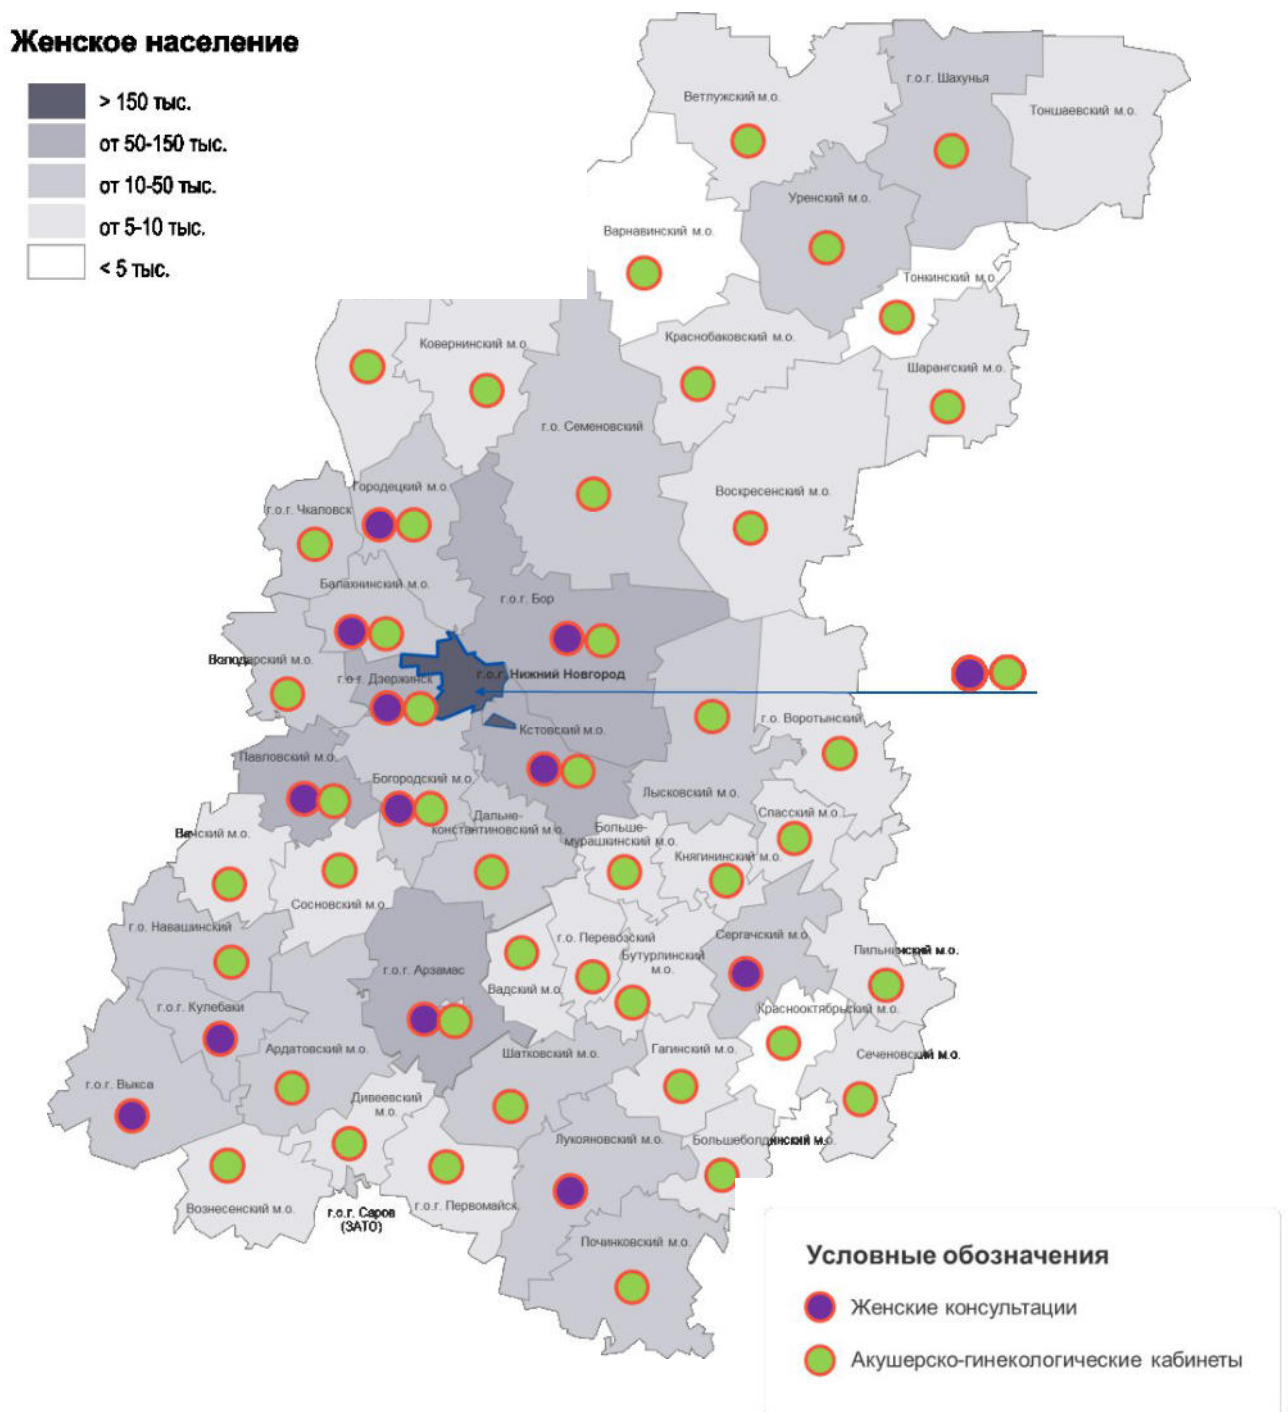 Женское население
> 150 тыс.
от 50-150 тыс.
от 10-50 тыс.
от 5-10 тыс.
< 5 тыс.
г.о.г. Шахунья
Ветлужский м.о.
Тоншаевский м.о.
Уренский м.о.
Варнавинский м.о.
Тонкинский м.о.
Ковернинский м.о.
Краснобаковский м.о.
Шарангский м.о.
г.о. Семеновский
Городецкий м.о.
Воскресенский м.о.
г.о.г. Чкаловск
Балахнинский м.о.
г.о.г. Бор
Володарский м.о.
г.о.г. Дзержинск
г.о.г. Нижний Новгород
г.о.г. Воротынский
Кстовский м.о.
Павловский м.о.
Богородский м.о.
Лысковский м.о.
Спасский м.о.
Дальне-
константиновский м.о.
Больше-
мурашкинский м.о.
Вачский м.о.
Княгининский м.о.
Сосновский м.о.
г.о. Навашинский
г.о. Перевозский
Сергачский м.о.
Бутурлинский
м.о.
Пильнинский м.о.
г.о.г. Арзамас
Вадский м.о.
г.о.г. Кулебаки
Краснооктябрьский м.о.
Ардатовский м.о.
Шатковский м.о.
Гагинский м.о.
Сеченовский м.о.
г.о.г. Выкса
Дивеевский
м.о.
Лукояновский м.о.
Большеболдинский м.о.
Вознесенский м.о.
г.о.г. Саров
(ЗАТО)
г.о.г. Первомайск
Починковский м.о.
Условные обозначения
Женские консультации
Акушерско-гинекологические кабинеты